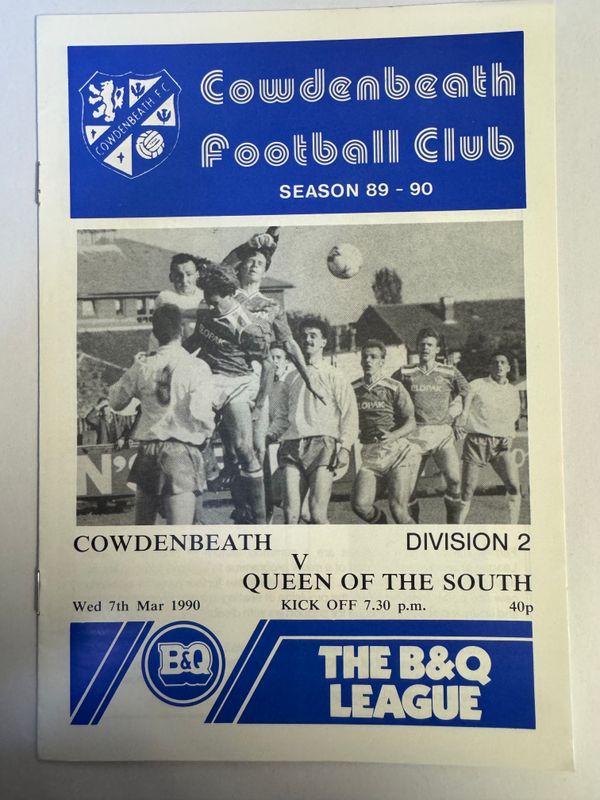 Cowdenbeath
Football Club
SEASON 89 - 90
COWDENBEATH F.C.
8
ELOPAK
ELOPAK
ELOPAK
N'
COWDENBEATH
DIVISION 2
V
QUEEN OF THE SOUTH
Wed 7th Mar 1990
KICK OFF 7.30 p.m.
40p
B&Q
THE B&Q
LEAGUE